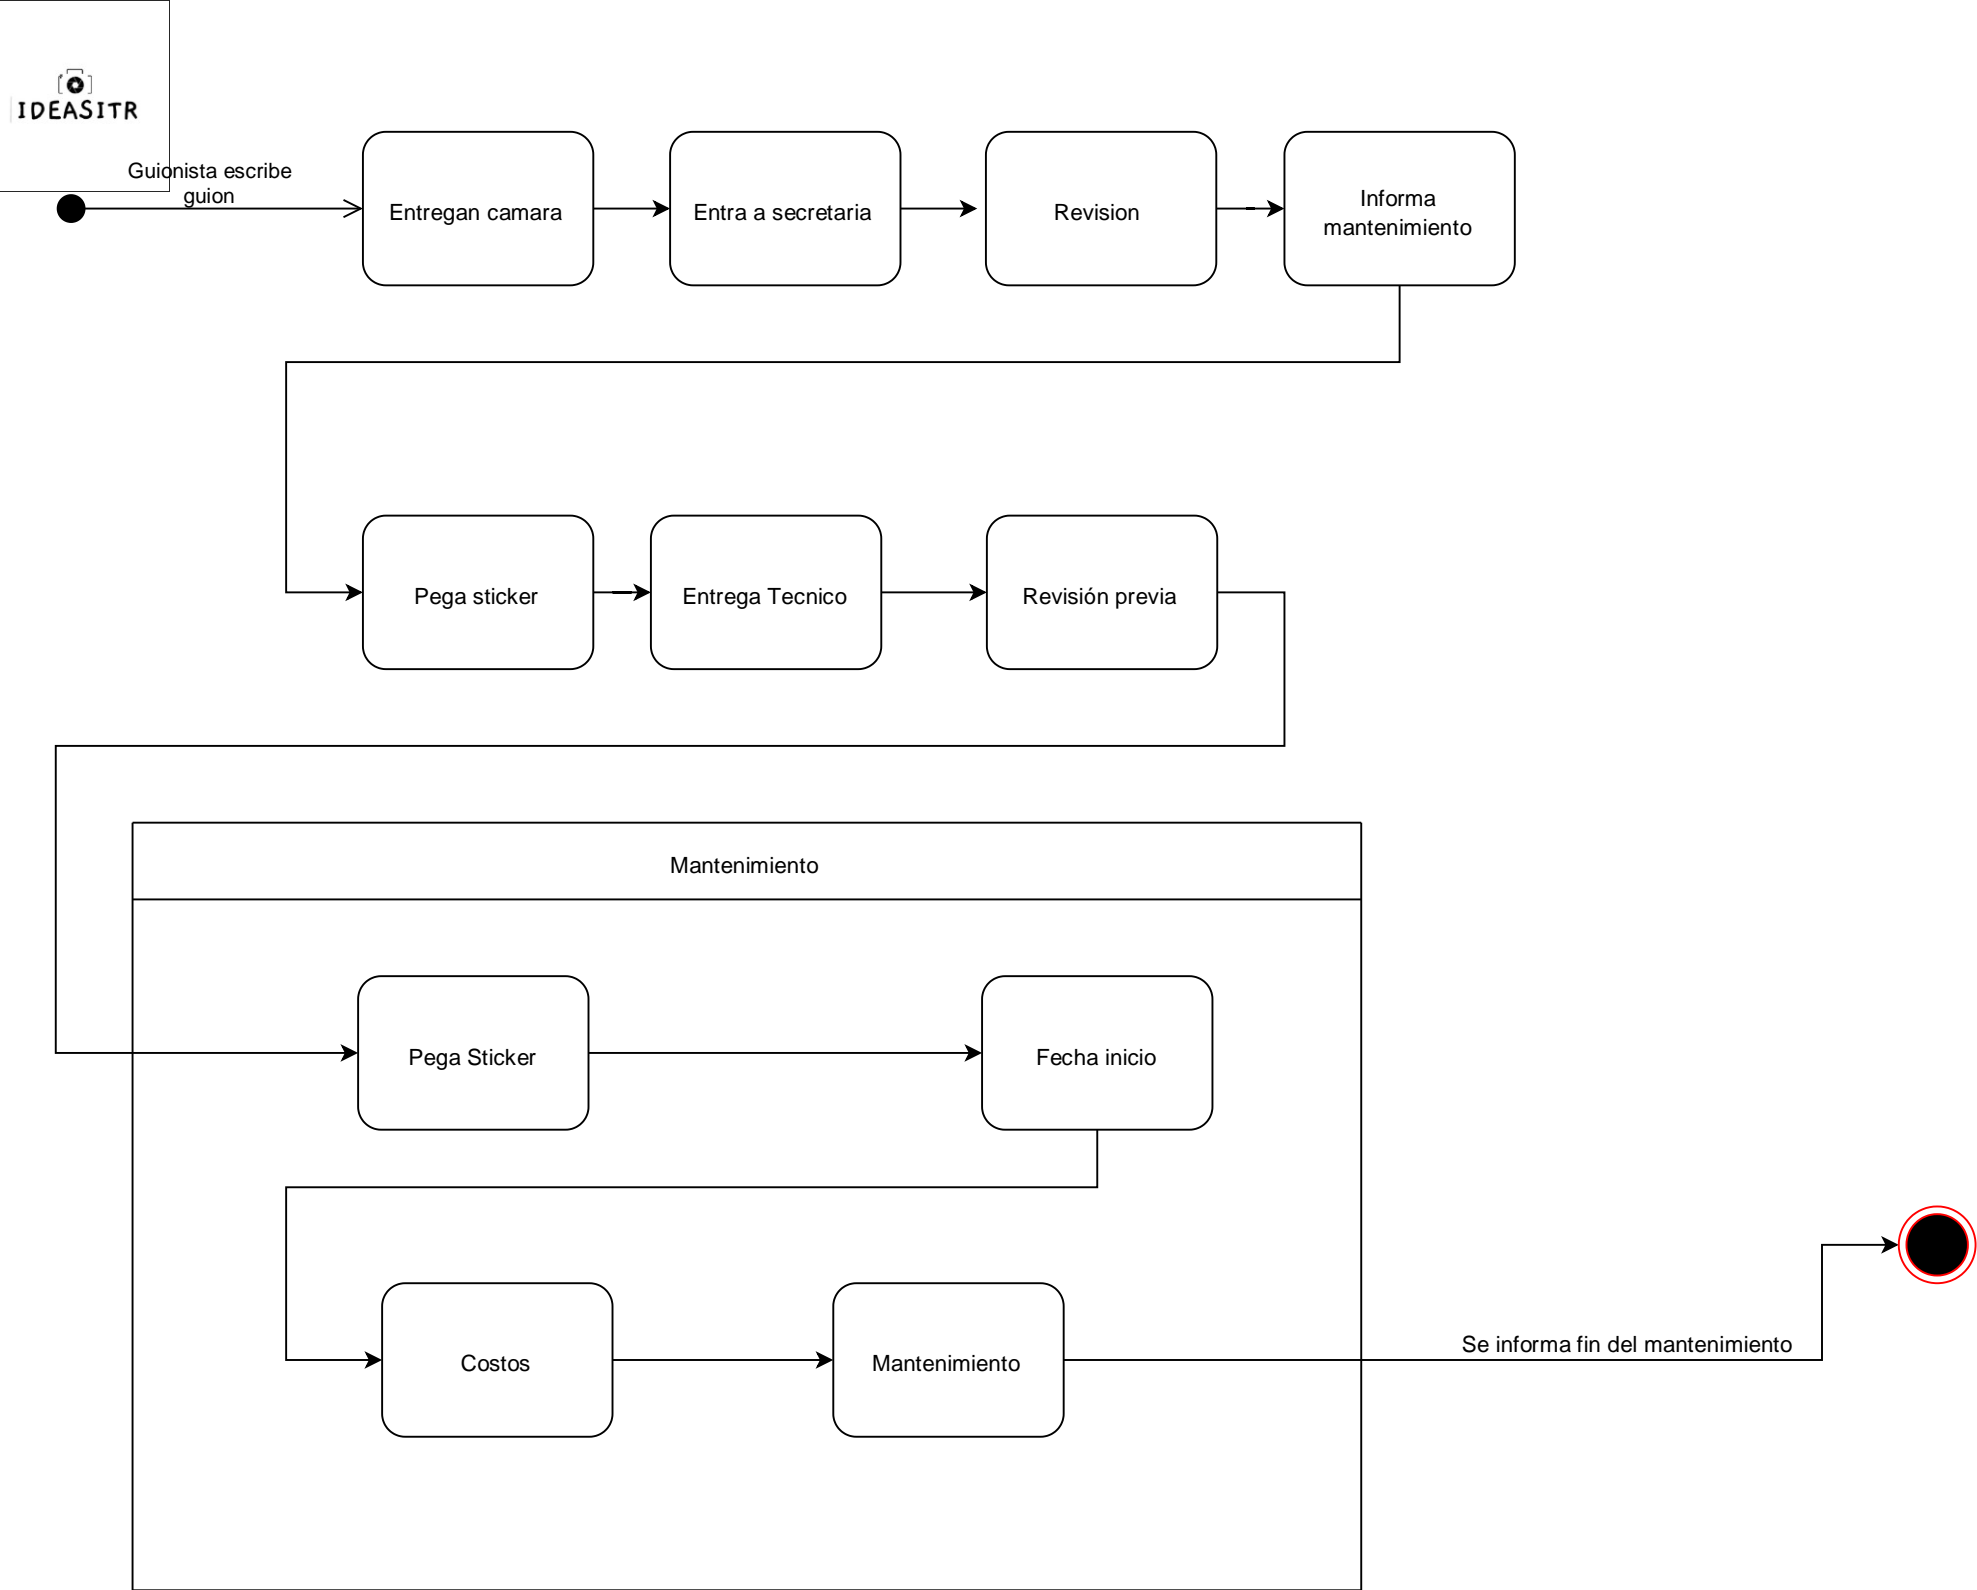 IDEASITR
Guionista escribe
guion
Entregan camara
Entra a secretaria
Revision
Informa
mantenimiento
Pega sticker
Entrega Tecnico
Revisión previa
Mantenimiento
Pega Sticker
Fecha inicio
Costos
Mantenimiento
Se informa fin del mantenimiento